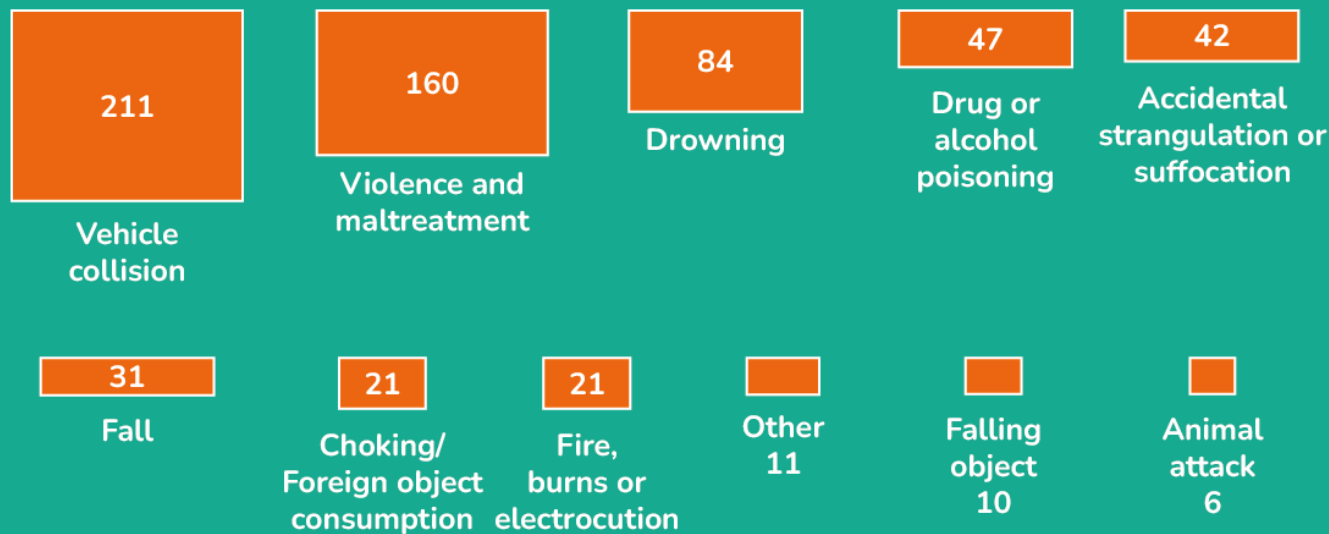 211
Vehicle
collision
160
Violence and
maltreatment
84
Drowning
47
Drug or
alcohol
poisoning
42
Accidental
strangulation or
suffocation
31
Fall
21
Choking/
Foreign object
consumption
21
Fire,
burns or
electrocution
Other
11
Falling
object
10
Animal
attack
6